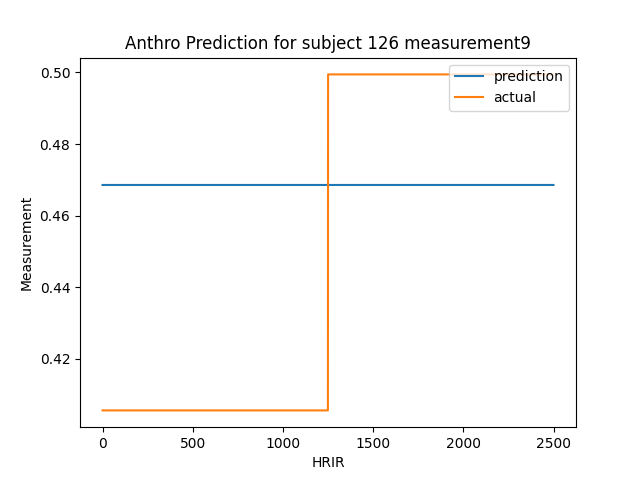 Anthro Prediction for subject 126 measurement9
prediction
actual
0.50
0.48
0.46
0.44
0.42
Measurement
0
500
1000
1500
2000
2500
HRIR